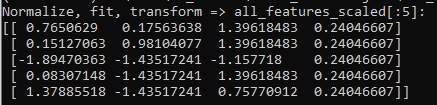 Normalize, fit, transform => all_features_scaled[:5]:
[[ 0.7650629   0.17563638  1.39618483  0.24046607]
 [ 0.15127063  0.98104077  1.39618483  0.24046607]
 [-1.89470363 -1.43517241 -1.157718    0.24046607]
 [ 0.08307148 -1.43517241  1.39618483  0.24046607]
 [ 1.37885518 -1.43517241  0.75770912  0.24046607]]